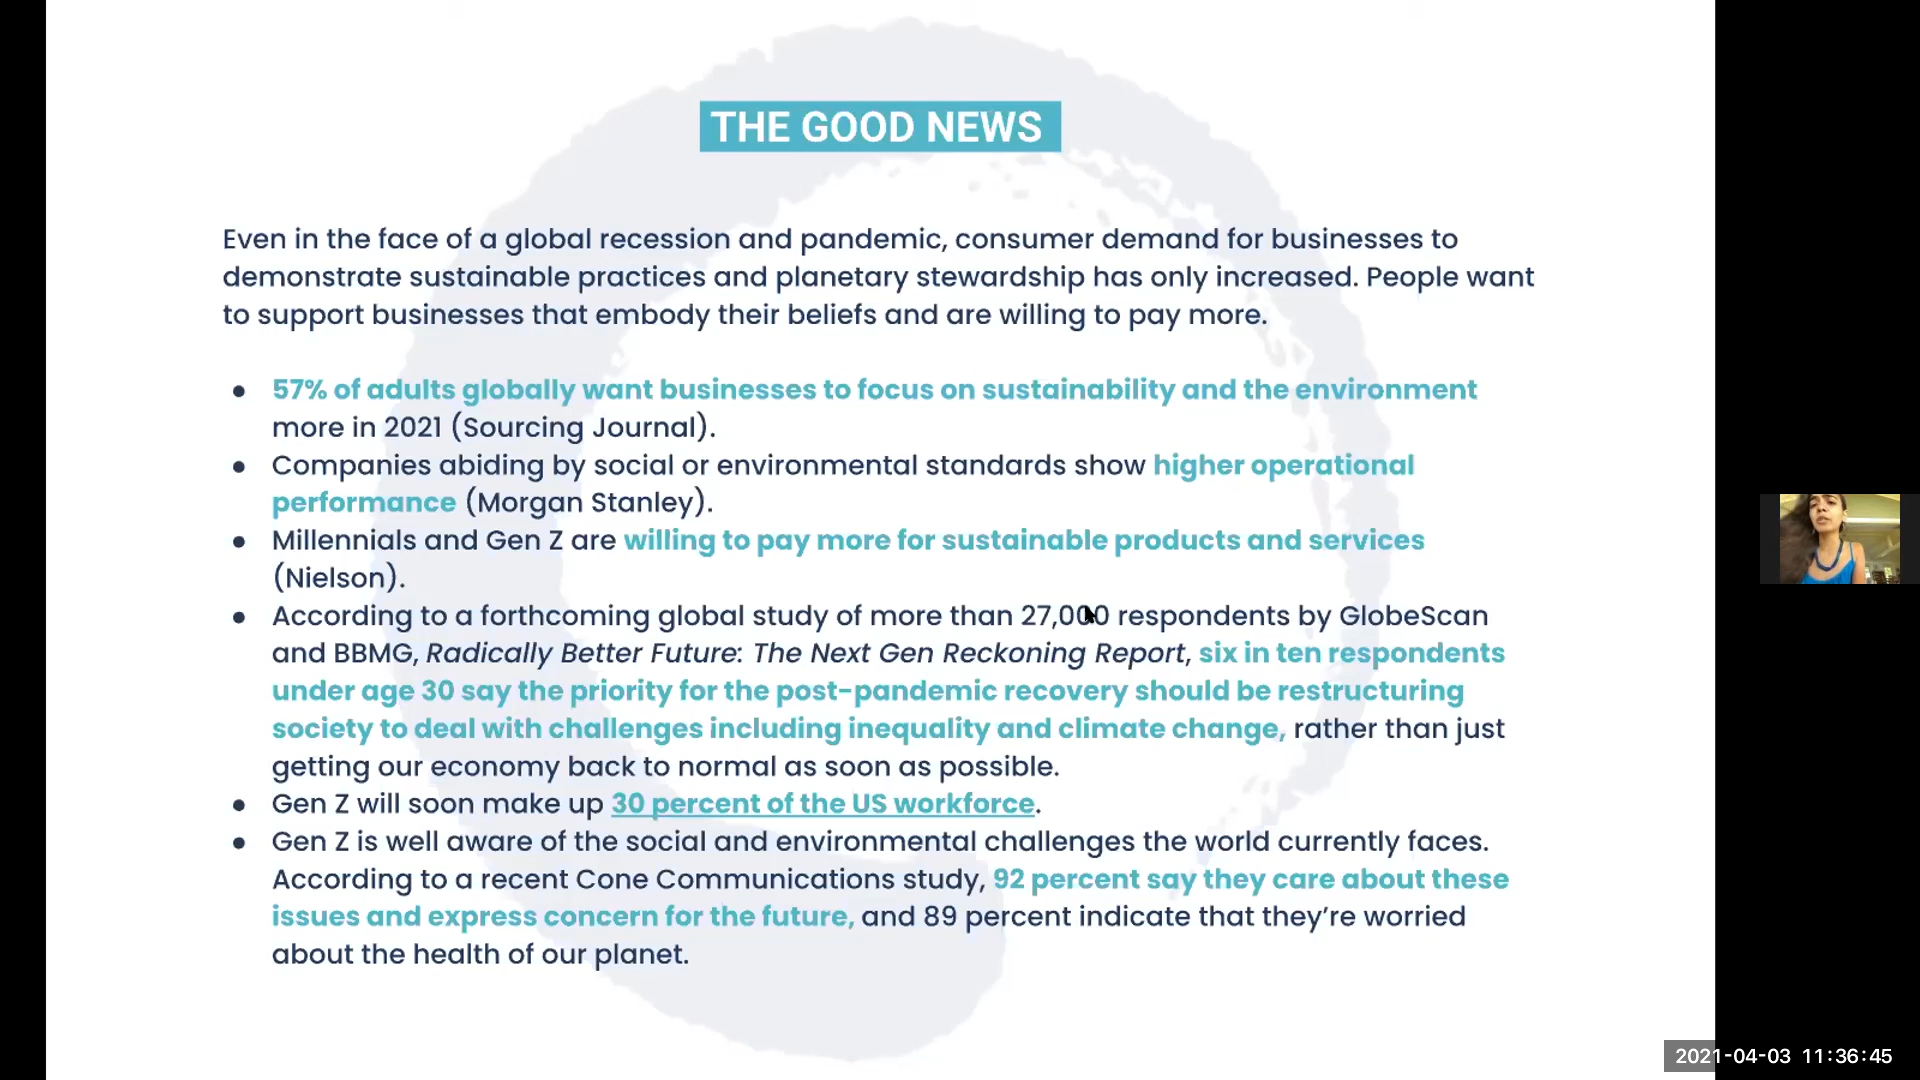 THE GOOD NEWS
Even in the face of a global recession and pandemic, consumer demand for businesses to
demonstrate sustainable practices and planetary stewardship has only increased. People want
to support businesses that embody their beliefs and are willing to pay more.
● 57% of adults globally want businesses to focus on sustainability and the environment
more in 2021 (Sourcing Journal).
● Companies abiding by social or environmental standards show higher operational
performance (Morgan Stanley).
● Millennials and Gen Z are willing to pay more for sustainable products and services
(Nielson).
● According to a forthcoming global study of more than 27,000 respondents by GlobeScan
and BBMG, Radically Better Future: The Next Gen Reckoning Report, six in ten respondents
under age 30 say the priority for the post-pandemic recovery should be restructuring
society to deal with challenges including inequality and climate change, rather than just
getting our economy back to normal as soon as possible.
● Gen Z will soon make up 30 percent of the US workforce.
● Gen Z is well aware of the social and environmental challenges the world currently faces.
According to a recent Cone Communications study, 92 percent say they care about these
issues and express concern for the future, and 89 percent indicate that they’re worried
about the health of our planet.
2021-04-03 11:36:45